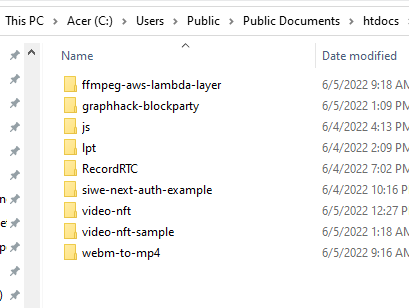 This PC > Acer (C:) > Users > Public > Public Documents > htdocs
Name Date modified
ffmpeg-aws-lambda-layer 6/5/2022 9:18 AM
graphhack-blockparty 6/5/2022 1:09 P
js 6/4/2022 4:13 PM
lpt 6/4/2022 2:09 PM
RecordRTC 6/4/2022 7:02 PM
siwe-next-auth-example 6/4/2022 10:16 P
video-nft 6/5/2022 12:27 P
video-nft-sample 6/5/2022 1:18 AM
webm-to-mp4 6/5/2022 9:16 AM